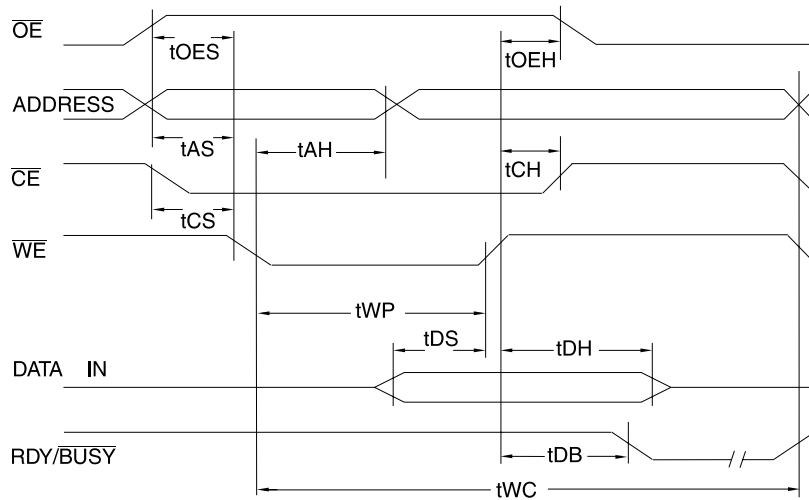 OE
tOES
tOEH
ADDRESS
tAS
tAH
tCH
CE
tCS
WE
tWP
tDS
tDH
DATA IN
RDY/BUSY
tDB
tWC